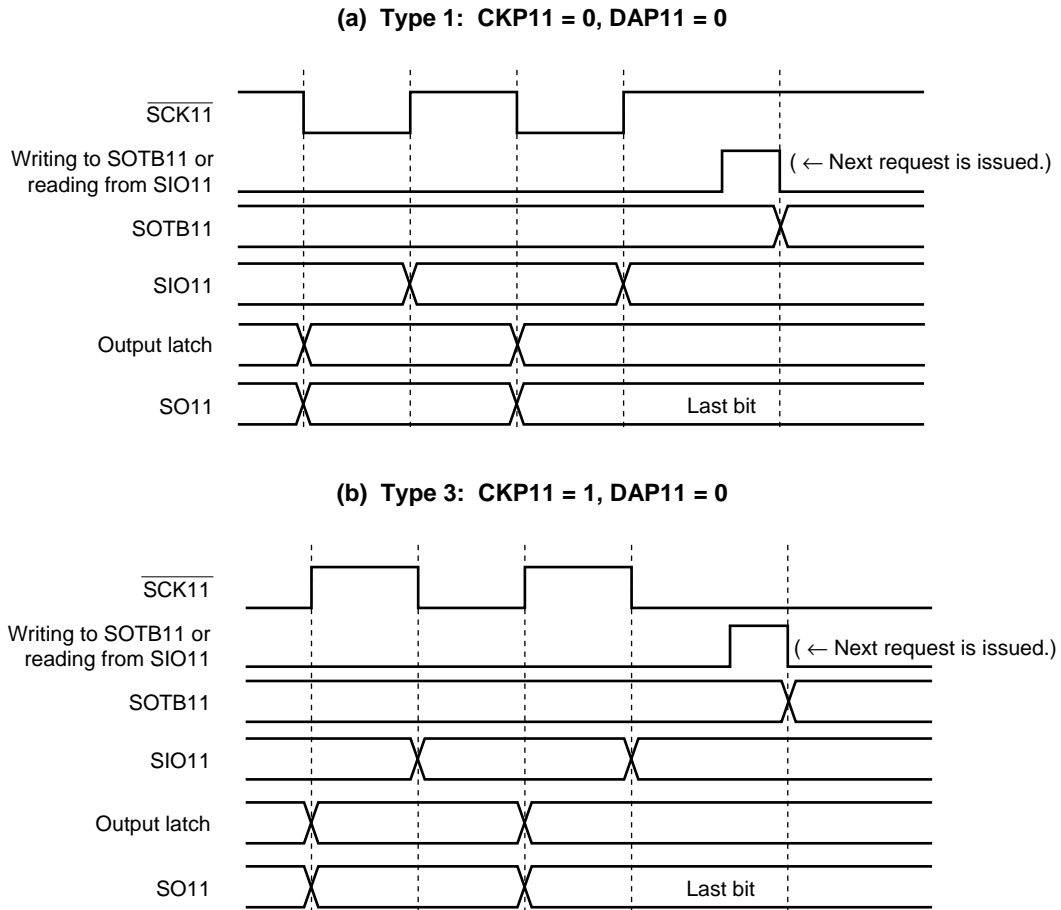 (a) Type 1: CKP11 = 0, DAP11 = 0
SCK11
Writing to SOTB11 or
reading from SIO11
( ← Next request is issued.)
SOTB11
SIO11
Output latch
SO11
Last bit
(b) Type 3: CKP11 = 1, DAP11 = 0
SCK11
Writing to SOTB11 or
reading from SIO11
( ← Next request is issued.)
SOTB11
SIO11
Output latch
SO11
Last bit